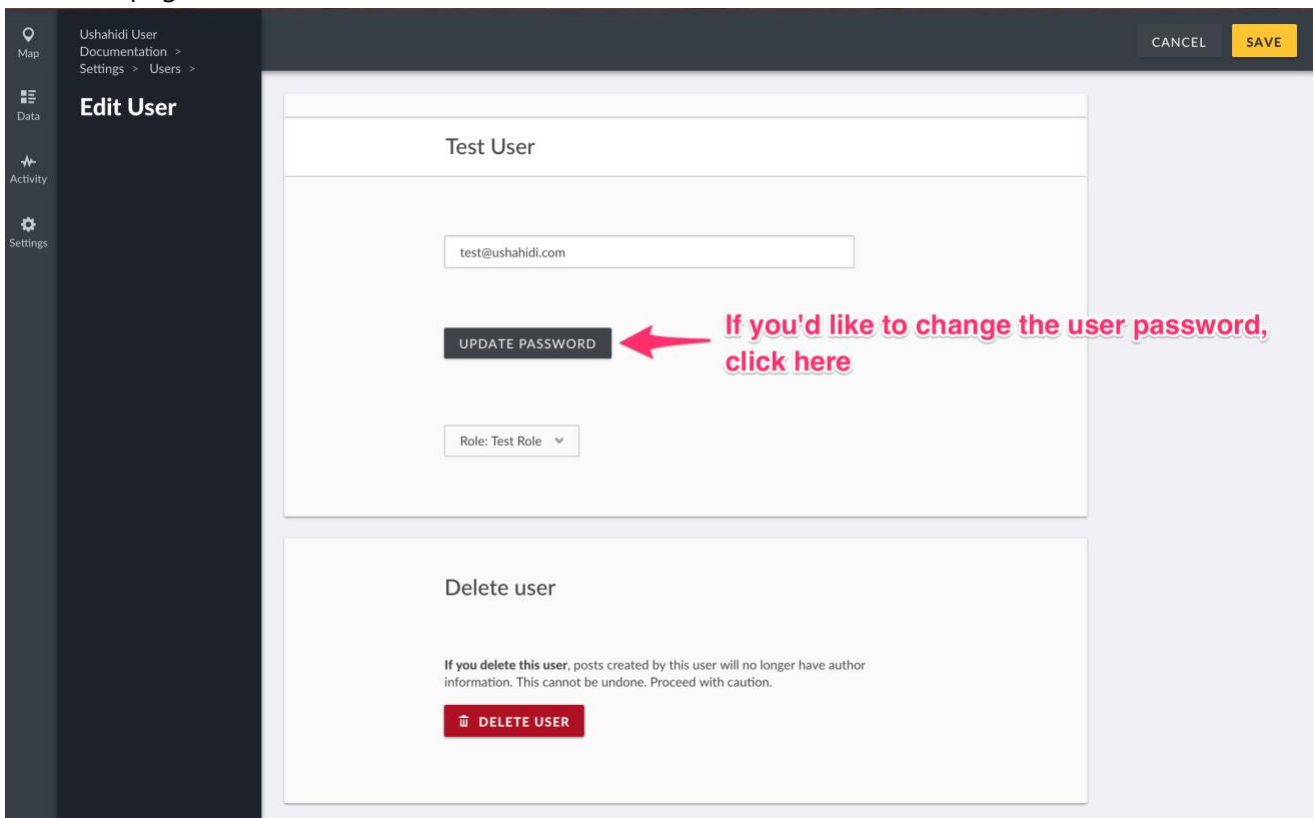 Map
Data
Activity
Settings
Ushahidi User
Documentation >
Settings > Users >
Edit User
CANCEL
SAVE
Test User
test@ushahidi.com
UPDATE PASSWORD
If you'd like to change the user password,
click here
Role: Test Role
Delete user
If you delete this user, posts created by this user will no longer have author
information. This cannot be undone. Proceed with caution.
DELETE USER